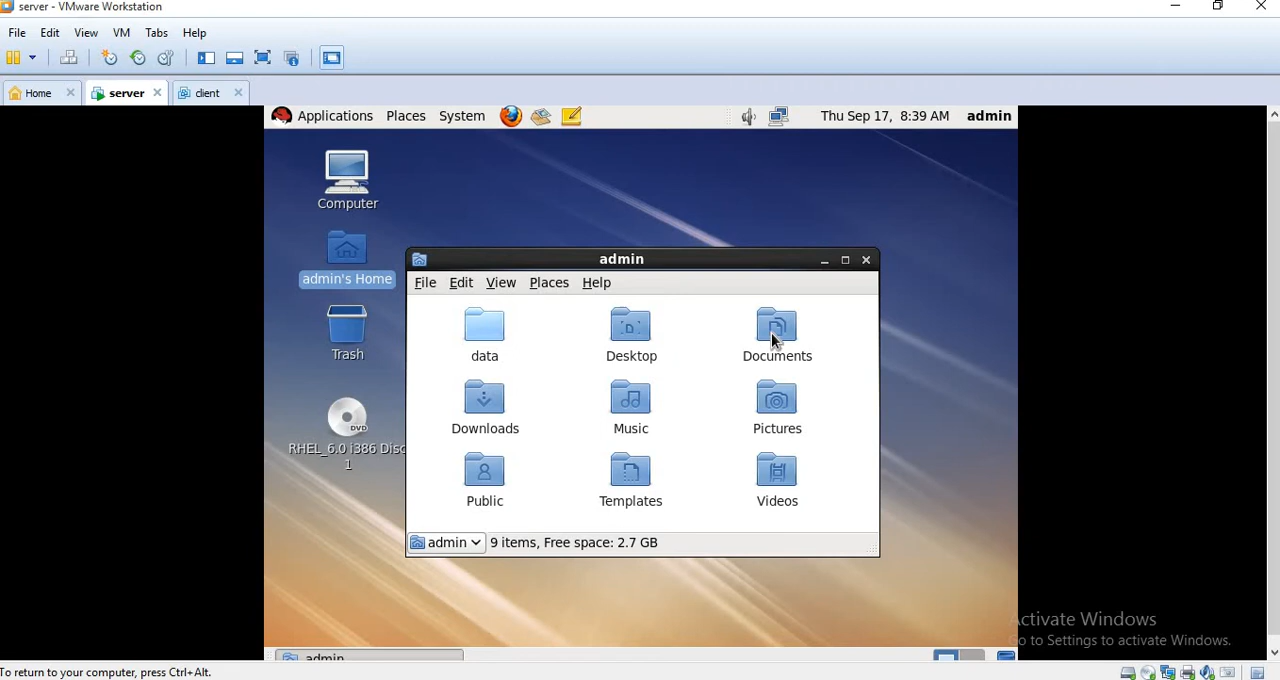 server - VMware Workstation
File Edit View VM Tabs Help
Home server client
Applications Places System Thu Sep 17, 8:39 AM admin
Computer
admin's Home
Trash
DVD
RHEL_6.0 i386 Disc
1
admin
File Edit View Places Help
data Desktop Documents
Downloads Music Pictures
Public Templates Videos
admin 9 items, Free space: 2.7 GB
Activate Windows
Go to Settings to activate Windows.
admin
To return to your computer, press Ctrl+Alt.